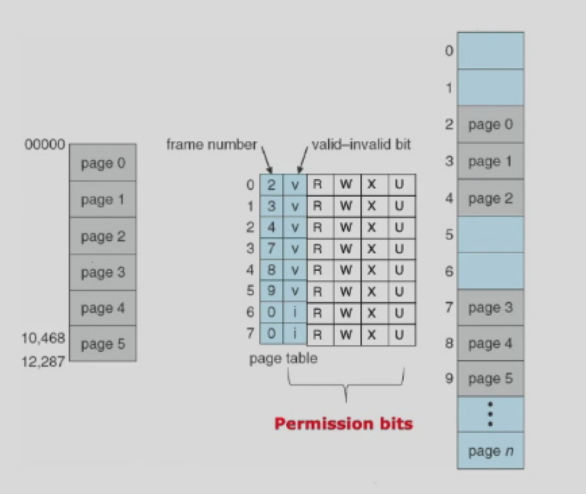 00000
page 0
page 1
page 2
page 3
page 4
page 5
10,468
12,287
frame number
valid–invalid bit
0 2 v R W X U
1 3 v R W X U
2 4 v R W X U
3 7 v R W X U
4 8 v R W X U
5 9 v R W X U
6 0 i R W X U
7 0 i R W X U
page table
Permission bits
0
1
2 page 0
3 page 1
4 page 2
5
6
7 page 3
8 page 4
9 page 5
page n